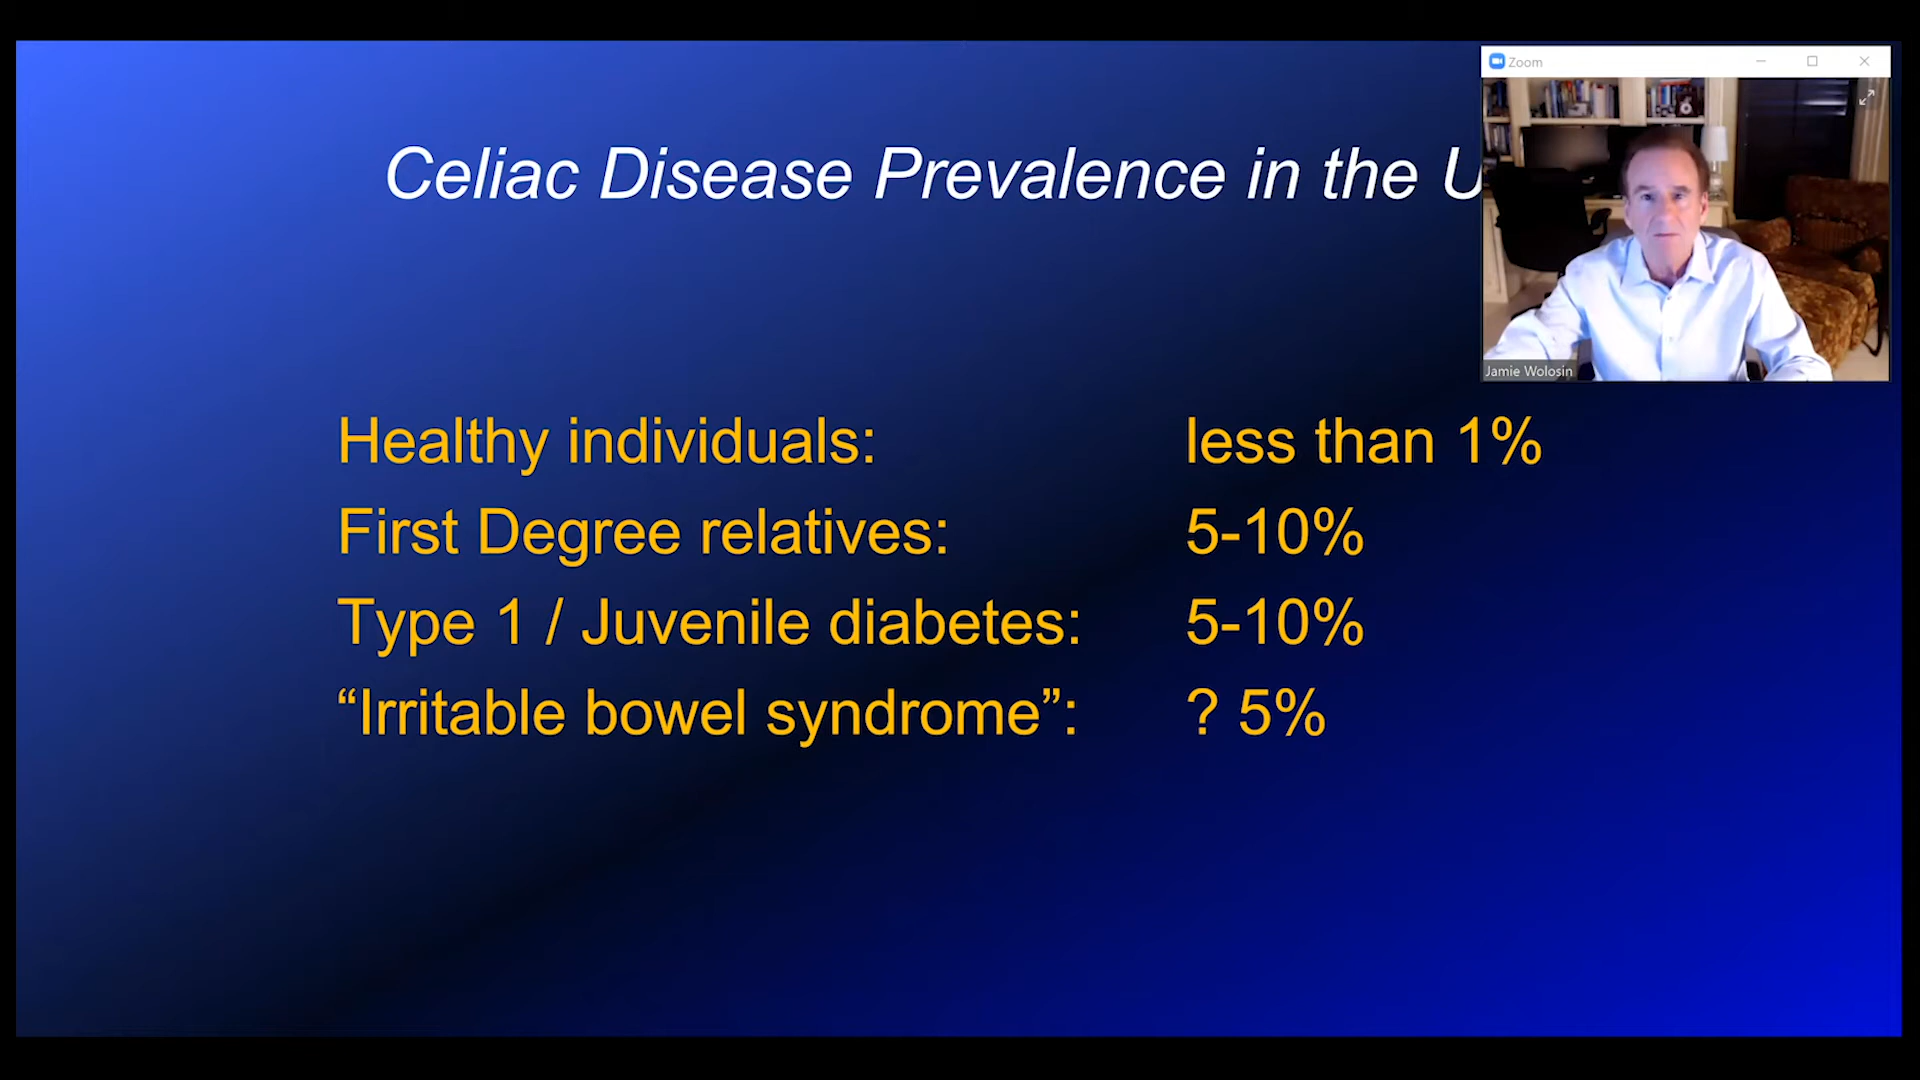 Zoom
Celiac Disease Prevalence in the U
Jamie Wolosin
Healthy individuals: less than 1%
First Degree relatives: 5-10%
Type 1 / Juvenile diabetes: 5-10%
“Irritable bowel syndrome”: ? 5%